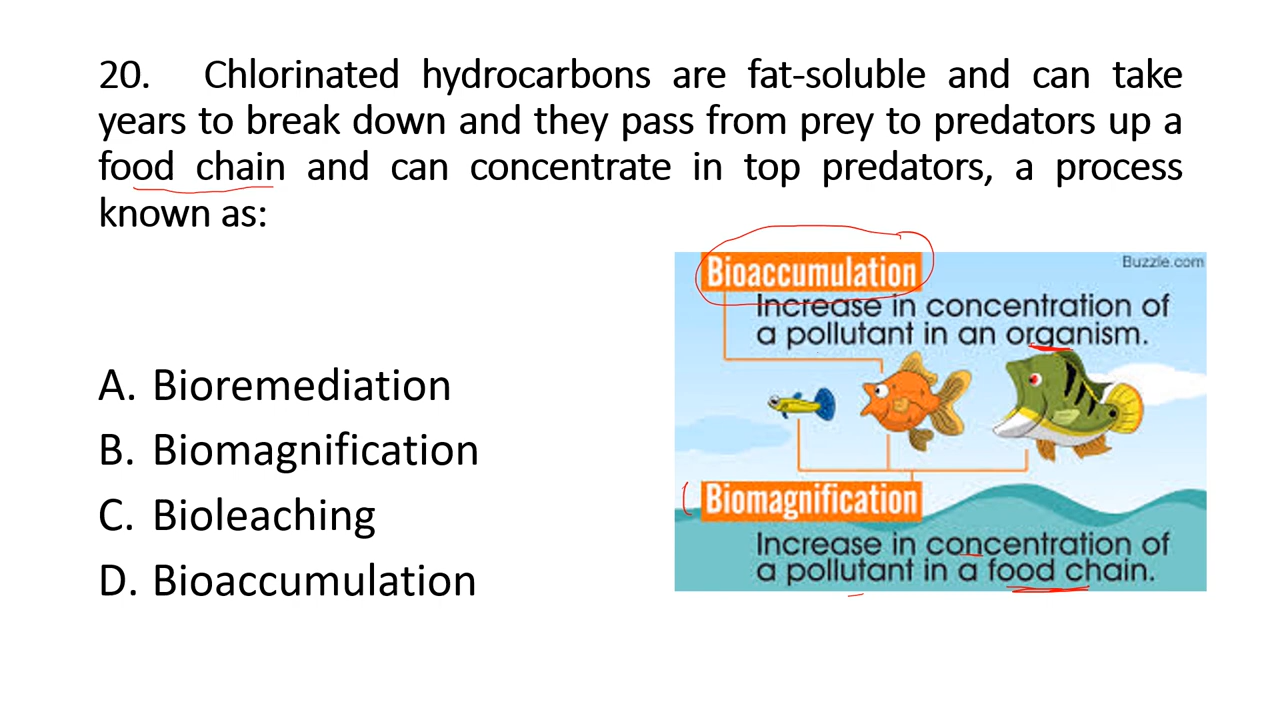 20. Chlorinated hydrocarbons are fat-soluble and can take
years to break down and they pass from prey to predators up a
food chain and can concentrate in top predators, a process
known as:
A. Bioremediation
B. Biomagnification
C. Bioleaching
D. Bioaccumulation
Buzzle.com
Bioaccumulation
Increase in concentration of
a pollutant in an organism.
Biomagnification
Increase in concentration of
a pollutant in a food chain.